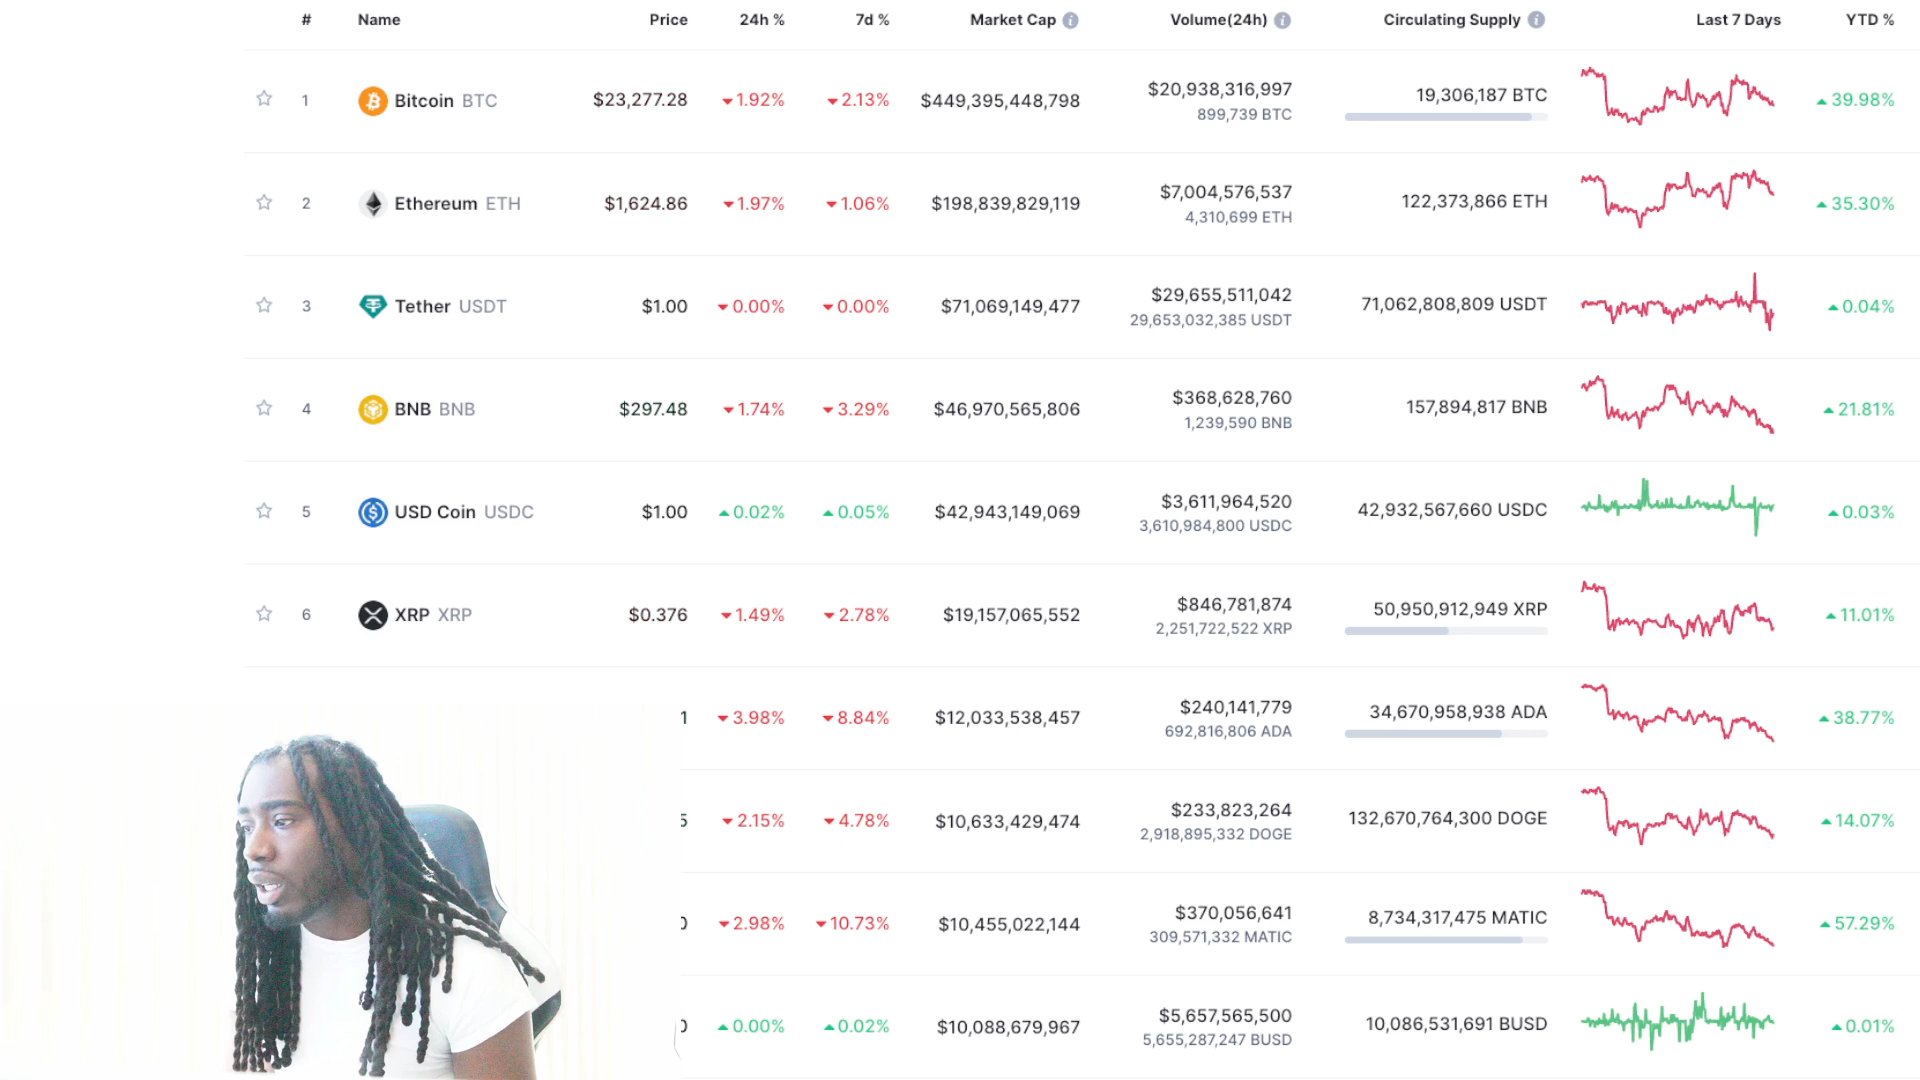 # Name Price 24h % 7d % Market Cap Volume(24h) Circulating Supply Last 7 Days YTD %
1 Bitcoin BTC $23,277.28 1.92% 2.13% $449,395,448,798 $20,938,316,997 19,306,187 BTC 39.98%
899,739 BTC
2 Ethereum ETH $1,624.86 1.97% 1.06% $198,839,829,119 $7,004,576,537 122,373,866 ETH 35.30%
4,310,699 ETH
3 Tether USDT $1.00 0.00% 0.00% $71,069,149,477 $29,655,511,042 71,062,808,809 USDT 0.04%
29,653,032,385 USDT
4 BNB BNB $297.48 1.74% 3.29% $46,970,565,806 $368,628,760 157,894,817 BNB 21.81%
1,239,590 BNB
5 USD Coin USDC $1.00 0.02% 0.05% $42,943,149,069 $3,611,964,520 42,932,567,660 USDC 0.03%
3,610,984,800 USDC
6 XRP XRP $0.376 1.49% 2.78% $19,157,065,552 $846,781,874 50,950,912,949 XRP 11.01%
2,251,722,522 XRP
1 3.98% 8.84% $12,033,538,457 $240,141,779 34,670,958,938 ADA 38.77%
692,816,806 ADA
5 2.15% 4.78% $10,633,429,474 $233,823,264 132,670,764,300 DOGE 14.07%
2,918,895,332 DOGE
0 2.98% 10.73% $10,455,022,144 $370,056,641 8,734,317,475 MATIC 57.29%
309,571,332 MATIC
0 0.00% 0.02% $10,088,679,967 $5,657,565,500 10,086,531,691 BUSD 0.01%
5,655,287,247 BUSD